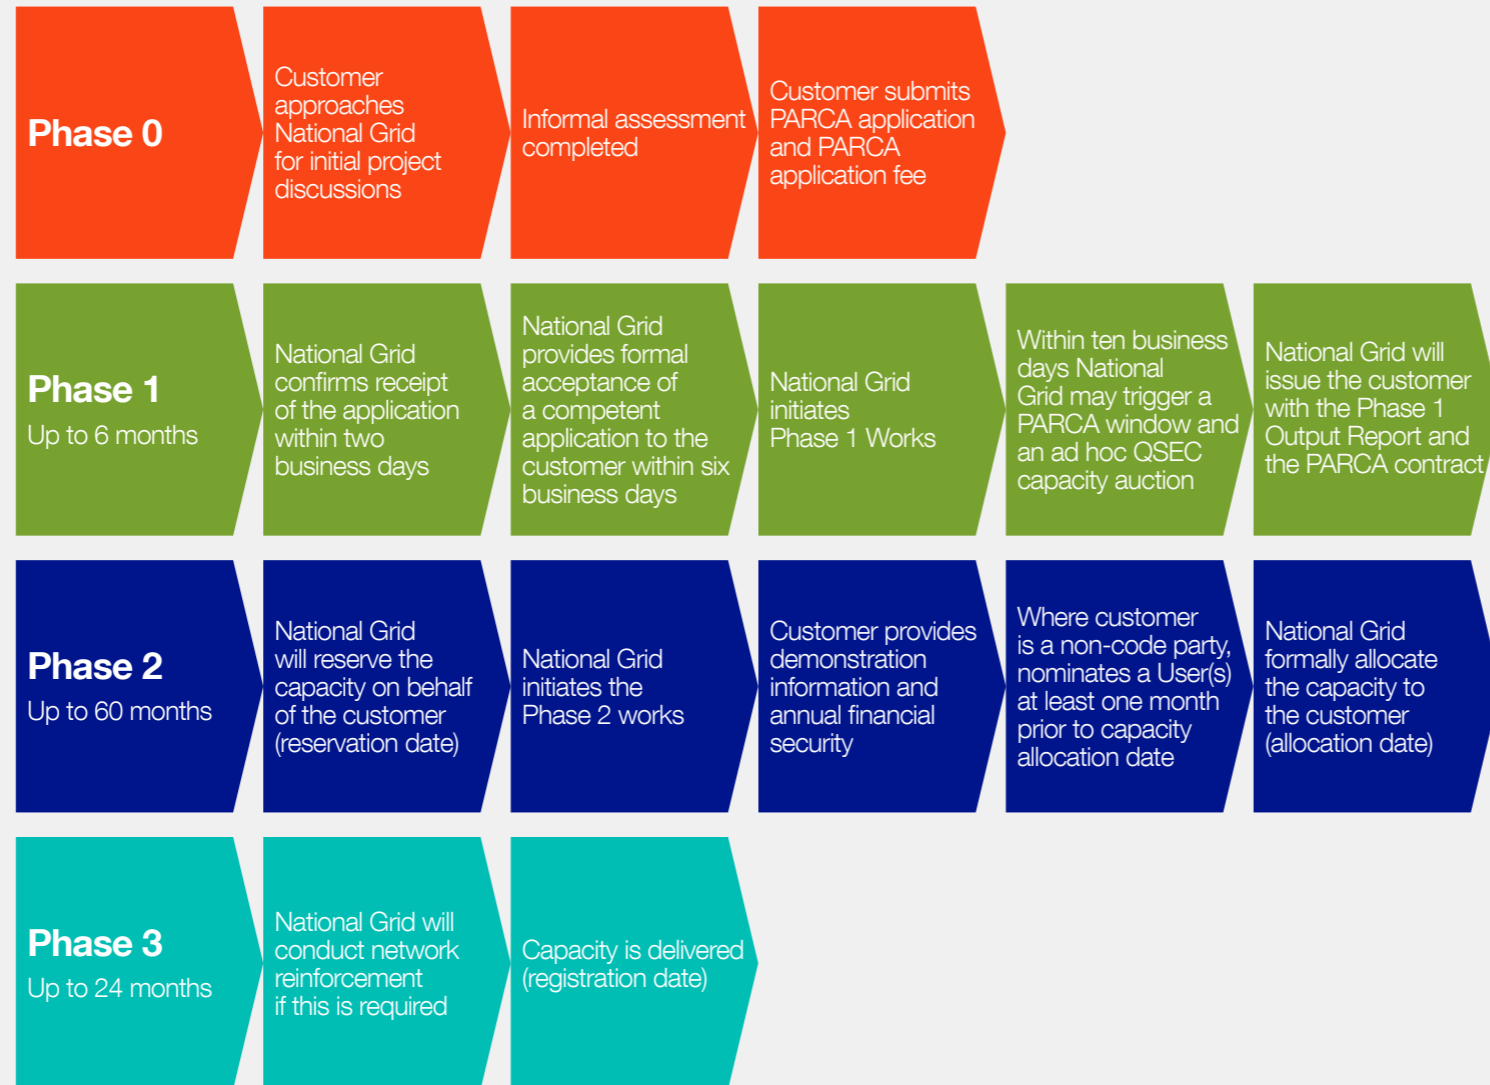 Phase 0
Customer
approaches
National Grid
for initial project
discussions
Informal assessment
completed
Customer submits
PARCA application
and PARCA
application fee
Phase 1
Up to 6 months
National Grid
confirms receipt
of the application
within two
business days
National Grid
provides formal
acceptance of
a competent
application to the
customer within six
business days
National Grid
initiates
Phase 1 Works
Within ten business
days National
Grid may trigger a
PARCA window and
an ad hoc QSEC
capacity auction
National Grid will
issue the customer
with the Phase 1
Output Report and
the PARCA contract
Phase 2
Up to 60 months
National Grid
will reserve the
capacity on behalf
of the customer
(reservation date)
National Grid
initiates the
Phase 2 works
Customer provides
demonstration
information and
annual financial
security
Where customer
is a non-code party,
nominates a User(s)
at least one month
prior to capacity
allocation date
National Grid
formally allocate
the capacity to
the customer
(allocation date)
Phase 3
Up to 24 months
National Grid will
conduct network
reinforcement
if this is required
Capacity is delivered
(registration date)